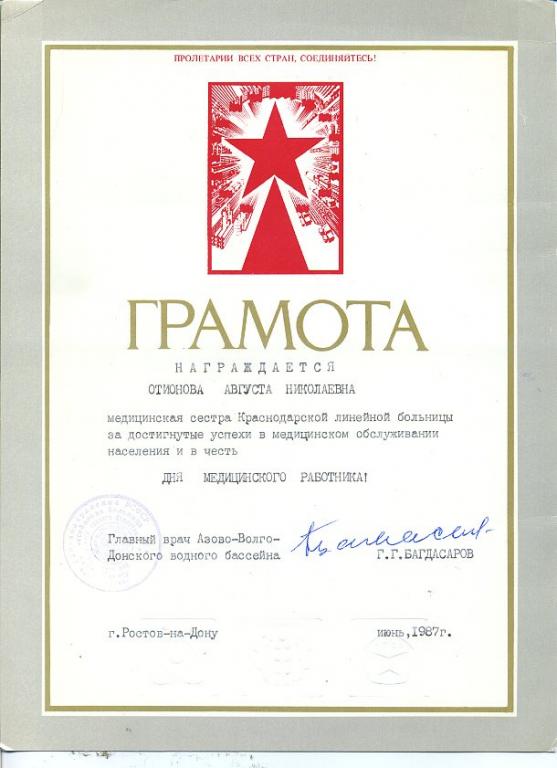 ПРОЛЕТАРИИ ВСЕХ СТРАН, СОЕДИНЯЙТЕСЬ!
ГРАМОТА
НАГРАЖДАЕТСЯ
ОТИОНОВА АВГУСТА НИКОЛАЕВНА
медицинская сестра Краснодарской линейной больницы
за достигнутые успехи в медицинском обслуживании
населения и в честь
ДНЯ МЕДИЦИНСКОГО РАБОТНИКА!
Главный врач Азово-Волго-
Донского водного бассейна Г.Г.БАГДАСАРОВ
г.Ростов-на-Дону июнь,1987г.